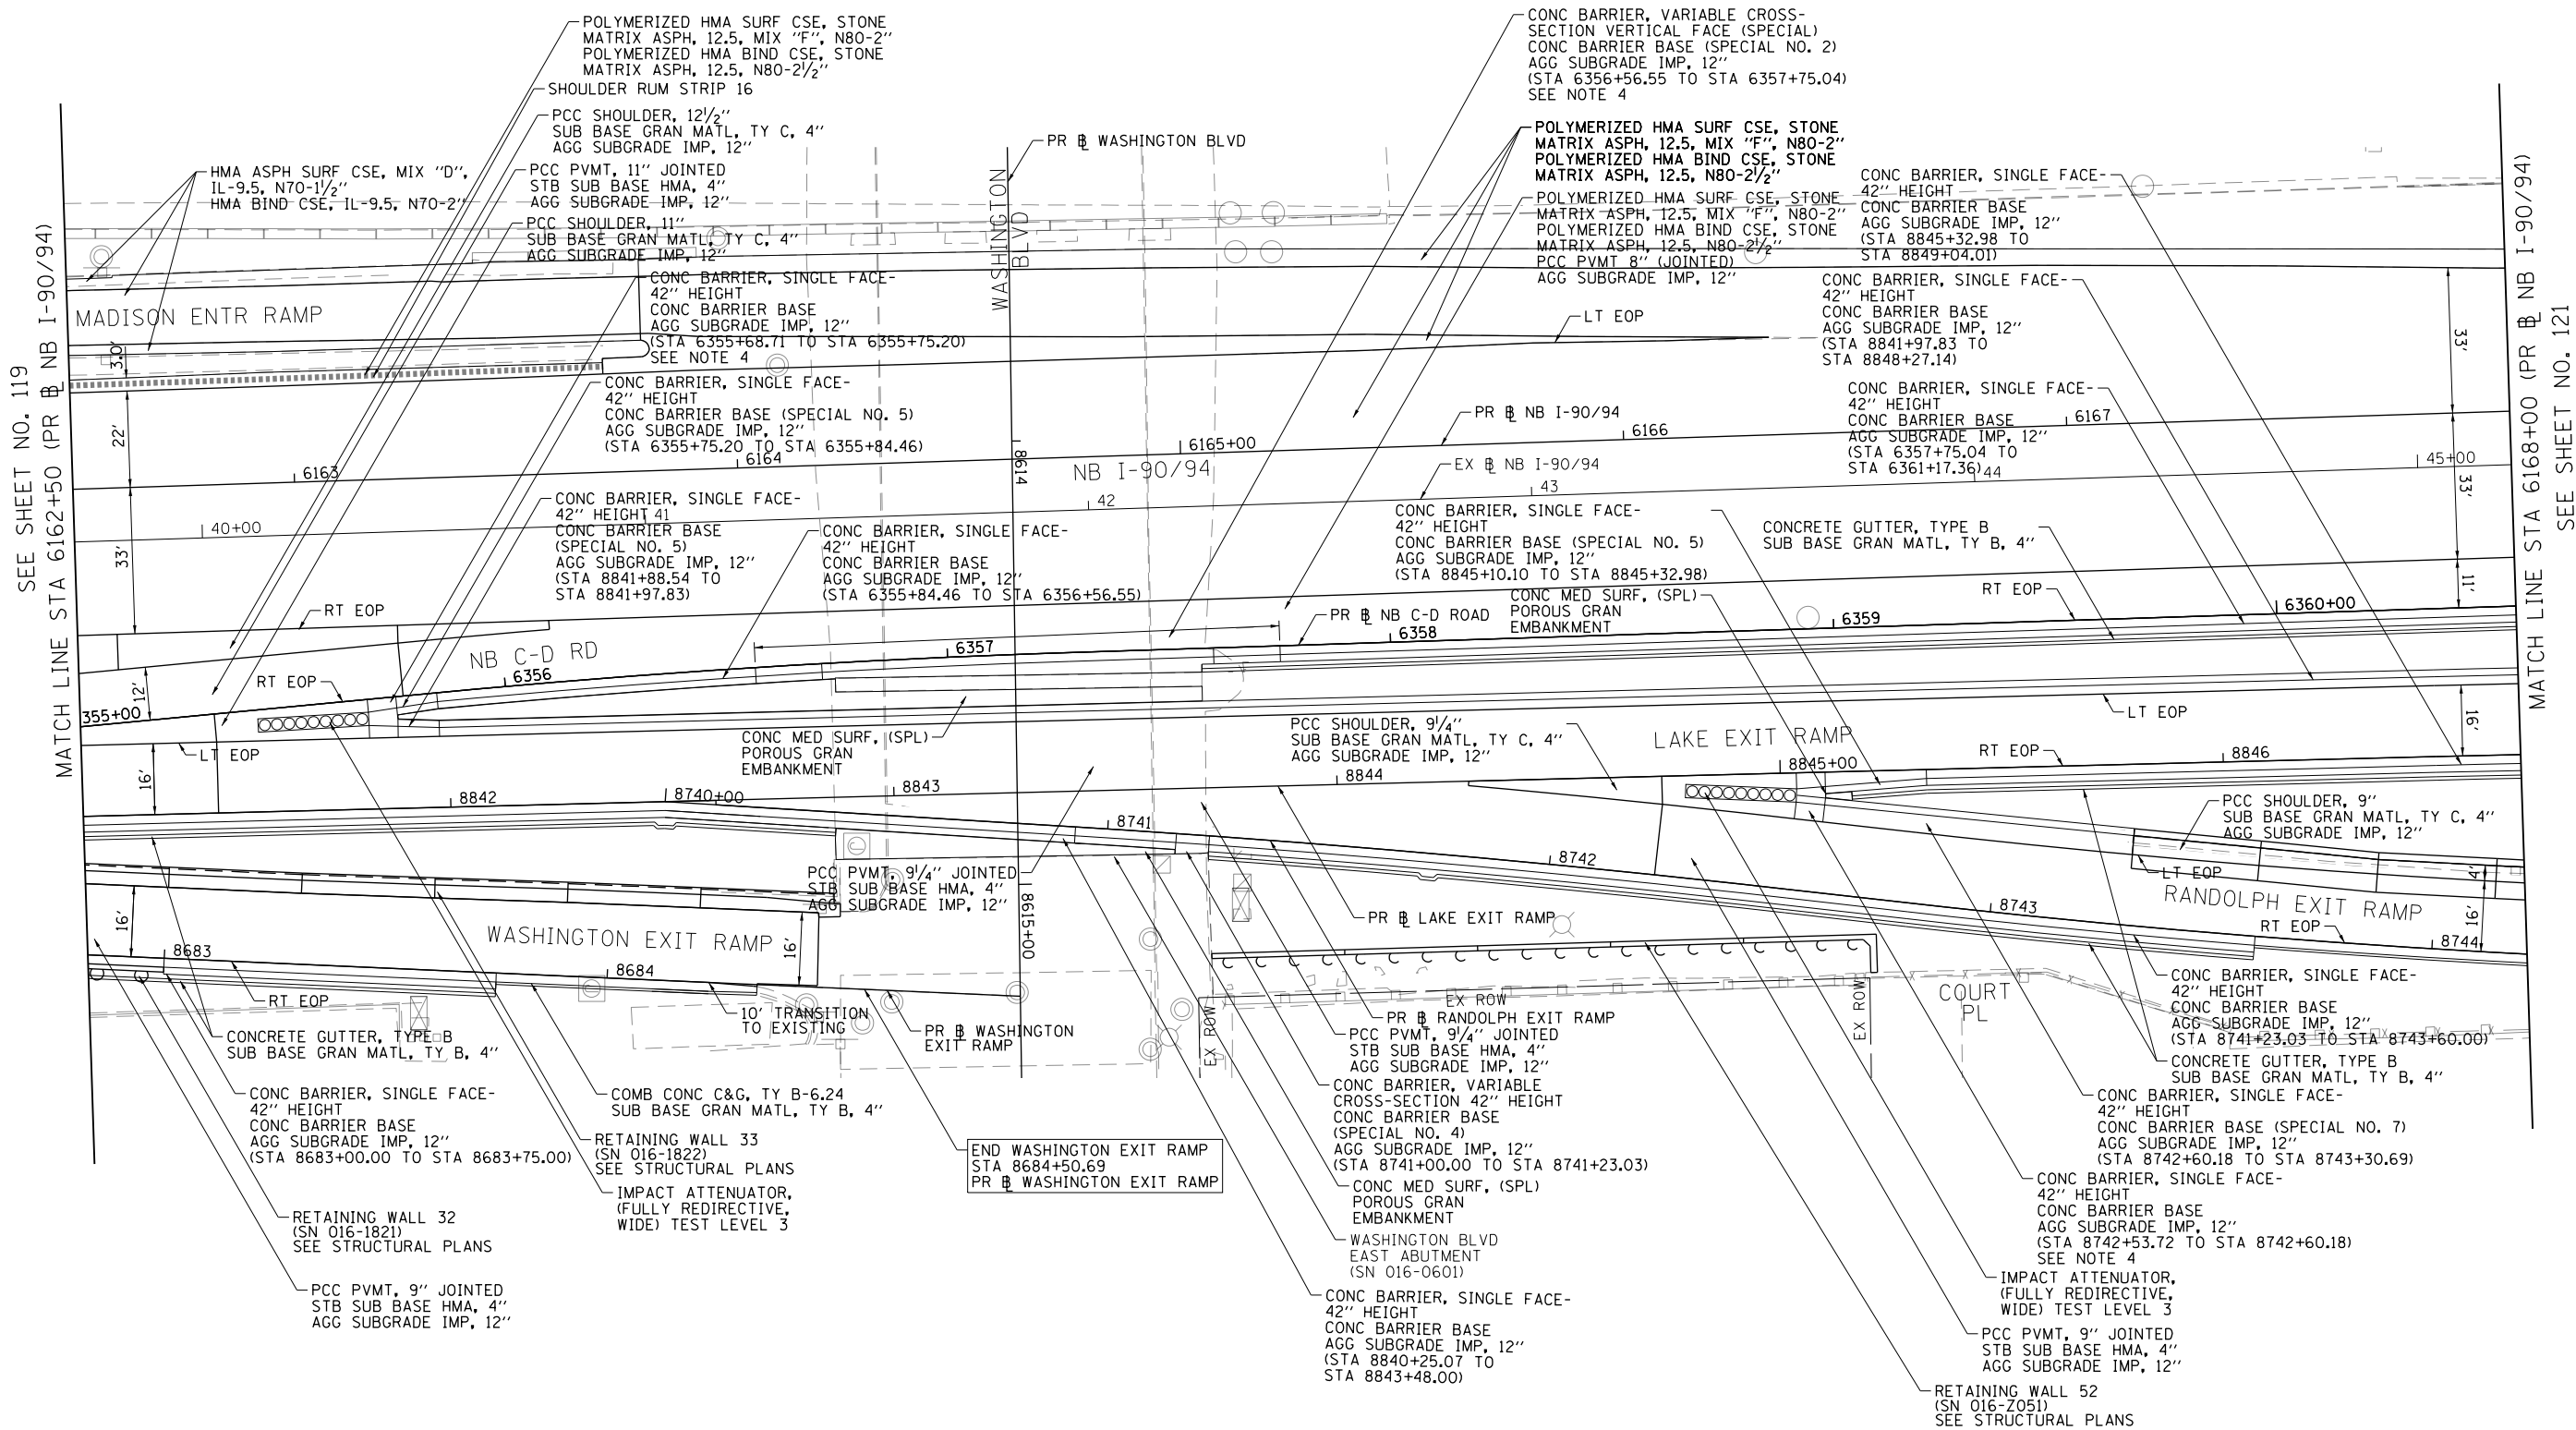 POLYMERIZED HMA SURF CSE, STONE
MATRIX ASPH, 12.5, MIX "F", N80-2"
POLYMERIZED HMA BIND CSE, STONE
MATRIX ASPH, 12.5, N80-2½"
SHOULDER RUM STRIP 16
PCC SHOULDER, 12½"
SUB BASE GRAN MATL, TY C, 4"
AGG SUBGRADE IMP, 12"
HMA ASPH SURF CSE, MIX "D",
IL-9.5, N70-1½"
HMA BIND CSE, IL-9.5, N70-2"
PCC PVMT, 11" JOINTED
STB SUB BASE HMA, 4"
AGG SUBGRADE IMP, 12"
PCC SHOULDER, 11"
SUB BASE GRAN MATL, TY C, 4"
AGG SUBGRADE IMP, 12"
CONC BARRIER, SINGLE FACE-
42" HEIGHT
CONC BARRIER BASE
AGG SUBGRADE IMP, 12"
(STA 6355+68.71 TO STA 6355+75.20)
SEE NOTE 4
CONC BARRIER, SINGLE FACE-
42" HEIGHT
CONC BARRIER BASE (SPECIAL NO. 5)
AGG SUBGRADE IMP, 12"
(STA 6355+75.20 TO STA 6355+84.46)
PR ⅊ WASHINGTON BLVD
WASHINGTON
BLVD
CONC BARRIER, VARIABLE CROSS-
SECTION VERTICAL FACE (SPECIAL)
CONC BARRIER BASE (SPECIAL NO. 2)
AGG SUBGRADE IMP, 12"
(STA 6356+56.55 TO STA 6357+75.04)
SEE NOTE 4
POLYMERIZED HMA SURF CSE, STONE
MATRIX ASPH, 12.5, MIX "F", N80-2"
POLYMERIZED HMA BIND CSE, STONE
MATRIX ASPH, 12.5, N80-2½"
POLYMERIZED HMA SURF CSE, STONE
MATRIX ASPH, 12.5, MIX "F", N80-2"
POLYMERIZED HMA BIND CSE, STONE
MATRIX ASPH, 12.5, N80-2½"
PCC PVMT 8" (JOINTED)
AGG SUBGRADE IMP, 12"
CONC BARRIER, SINGLE FACE-
42" HEIGHT
CONC BARRIER BASE
AGG SUBGRADE IMP, 12"
(STA 8845+32.98 TO
STA 8849+04.01)
CONC BARRIER, SINGLE FACE-
42" HEIGHT
CONC BARRIER BASE
AGG SUBGRADE IMP, 12"
(STA 8841+97.83 TO
STA 8848+27.14)
CONC BARRIER, SINGLE FACE-
42" HEIGHT
CONC BARRIER BASE
AGG SUBGRADE IMP, 12"
(STA 6357+75.04 TO
STA 6361+17.36)
SEE SHEET NO. 119
MATCH LINE STA 6162+50 (PR ⅊ NB I-90/94)
MATCH LINE STA 6168+00 (PR ⅊ NB I-90/94)
SEE SHEET NO. 121
MADISON ENTR RAMP
3.0'
22'
33'
LT EOP
33'
33'
11'
PR ⅊ NB I-90/94
6163
6164
6165+00
6166
6167
8614
NB I-90/94
EX ⅊ NB I-90/94
40+00
41
42
43
44
45+00
CONC BARRIER, SINGLE FACE-
42" HEIGHT
CONC BARRIER BASE
(SPECIAL NO. 5)
AGG SUBGRADE IMP, 12"
(STA 8841+88.54 TO
STA 8841+97.83)
CONC BARRIER, SINGLE FACE-
42" HEIGHT
CONC BARRIER BASE
AGG SUBGRADE IMP, 12"
(STA 6355+84.46 TO STA 6356+56.55)
CONC BARRIER, SINGLE FACE-
42" HEIGHT
CONC BARRIER BASE (SPECIAL NO. 5)
AGG SUBGRADE IMP, 12"
(STA 8845+10.10 TO STA 8845+32.98)
CONCRETE GUTTER, TYPE B
SUB BASE GRAN MATL, TY B, 4"
RT EOP
RT EOP
CONC MED SURF, (SPL)
POROUS GRAN
EMBANKMENT
PR ⅊ NB C-D ROAD
NB C-D RD
355+00
6356
6357
6358
6359
6360+00
12'
RT EOP
LT EOP
16'
CONC MED SURF, (SPL)
POROUS GRAN
EMBANKMENT
PCC SHOULDER, 9¼"
SUB BASE GRAN MATL, TY C, 4"
AGG SUBGRADE IMP, 12"
LAKE EXIT RAMP
RT EOP
LT EOP
16'
8842
8843
8844
8845+00
8846
8740+00
8741
8742
8743
8744
PCC SHOULDER, 9"
SUB BASE GRAN MATL, TY C, 4"
AGG SUBGRADE IMP, 12"
LT EOP
4'
RANDOLPH EXIT RAMP
16'
RT EOP
PCC PVMT, 9¼" JOINTED
STB SUB BASE HMA, 4"
AGG SUBGRADE IMP, 12"
8615+00
PR ⅊ LAKE EXIT RAMP
16'
WASHINGTON EXIT RAMP
16'
8683
8684
RT EOP
10' TRANSITION
TO EXISTING
PR ⅊ WASHINGTON
EXIT RAMP
EX ROW
EX ROW
EX ROW
COURT
PL
PR ⅊ RANDOLPH EXIT RAMP
PCC PVMT, 9¼" JOINTED
STB SUB BASE HMA, 4"
AGG SUBGRADE IMP, 12"
CONCRETE GUTTER, TYPE B
SUB BASE GRAN MATL, TY B, 4"
CONC BARRIER, SINGLE FACE-
42" HEIGHT
CONC BARRIER BASE
AGG SUBGRADE IMP, 12"
(STA 8683+00.00 TO STA 8683+75.00)
COMB CONC C&G, TY B-6.24
SUB BASE GRAN MATL, TY B, 4"
RETAINING WALL 33
(SN 016-1822)
SEE STRUCTURAL PLANS
IMPACT ATTENUATOR,
(FULLY REDIRECTIVE,
WIDE) TEST LEVEL 3
RETAINING WALL 32
(SN 016-1821)
SEE STRUCTURAL PLANS
PCC PVMT, 9" JOINTED
STB SUB BASE HMA, 4"
AGG SUBGRADE IMP, 12"
END WASHINGTON EXIT RAMP
STA 8684+50.69
PR ⅊ WASHINGTON EXIT RAMP
CONC BARRIER, VARIABLE
CROSS-SECTION 42" HEIGHT
CONC BARRIER BASE
(SPECIAL NO. 4)
AGG SUBGRADE IMP, 12"
(STA 8741+00.00 TO STA 8741+23.03)
CONC MED SURF, (SPL)
POROUS GRAN
EMBANKMENT
WASHINGTON BLVD
EAST ABUTMENT
(SN 016-0601)
CONC BARRIER, SINGLE FACE-
42" HEIGHT
CONC BARRIER BASE
AGG SUBGRADE IMP, 12"
(STA 8840+25.07 TO
STA 8843+48.00)
CONC BARRIER, SINGLE FACE-
42" HEIGHT
CONC BARRIER BASE
AGG SUBGRADE IMP, 12"
(STA 8741+23.03 TO STA 8743+60.00)
CONCRETE GUTTER, TYPE B
SUB BASE GRAN MATL, TY B, 4"
CONC BARRIER, SINGLE FACE-
42" HEIGHT
CONC BARRIER BASE (SPECIAL NO. 7)
AGG SUBGRADE IMP, 12"
(STA 8742+60.18 TO STA 8743+30.69)
CONC BARRIER, SINGLE FACE-
42" HEIGHT
CONC BARRIER BASE
AGG SUBGRADE IMP, 12"
(STA 8742+53.72 TO STA 8742+60.18)
SEE NOTE 4
IMPACT ATTENUATOR,
(FULLY REDIRECTIVE,
WIDE) TEST LEVEL 3
PCC PVMT, 9" JOINTED
STB SUB BASE HMA, 4"
AGG SUBGRADE IMP, 12"
RETAINING WALL 52
(SN 016-Z051)
SEE STRUCTURAL PLANS